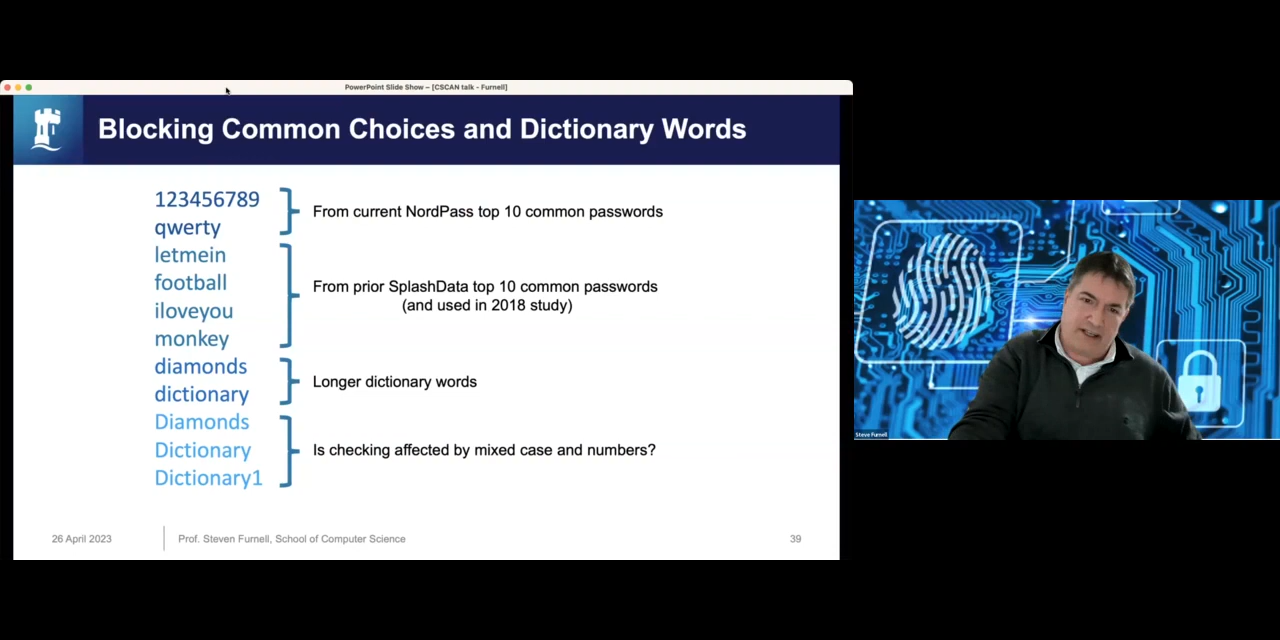 PowerPoint Slide Show – [CSCAN talk - Furnell]
Blocking Common Choices and Dictionary Words
123456789
qwerty
From current NordPass top 10 common passwords
letmein
football
iloveyou
monkey
From prior SplashData top 10 common passwords
(and used in 2018 study)
diamonds
dictionary
Longer dictionary words
Diamonds
Dictionary
Dictionary1
Is checking affected by mixed case and numbers?
26 April 2023
Prof. Steven Furnell, School of Computer Science
39
Steve Furnell